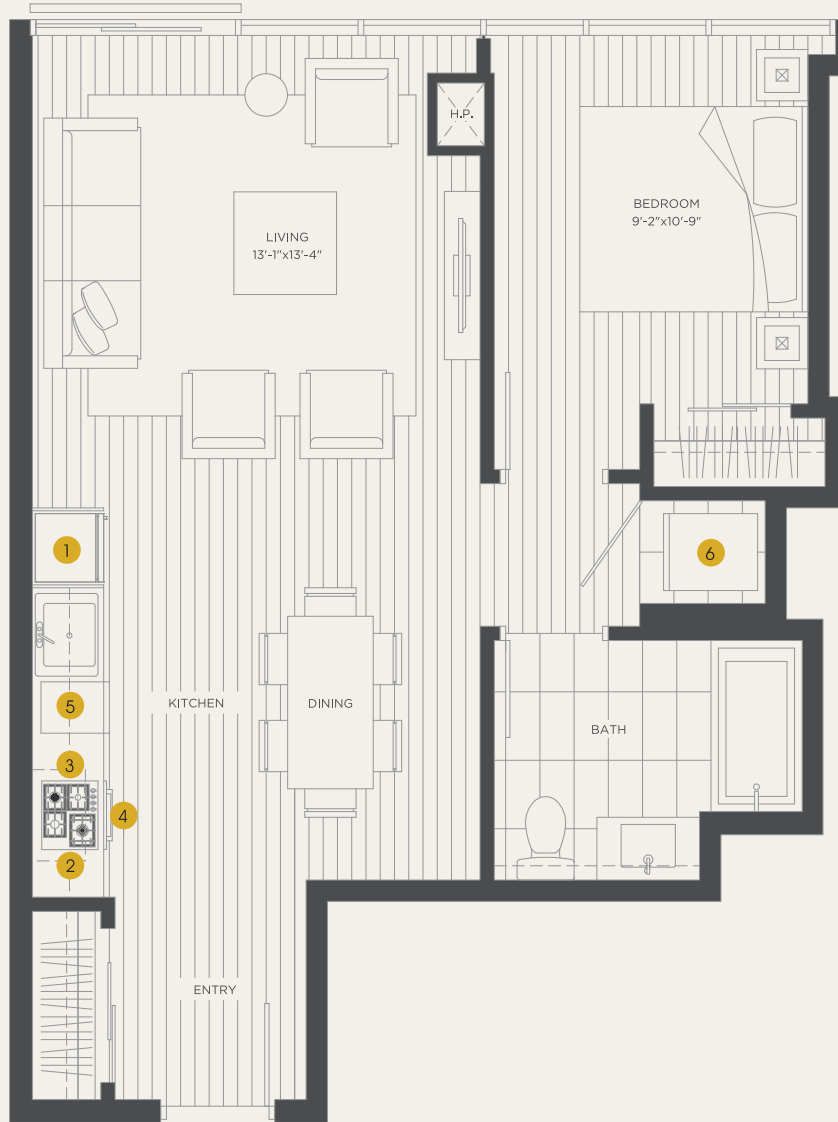 H.P.
LIVING
13'-1"x13'-4"
BEDROOM
9'-2"x10'-9"
1
6
5
KITCHEN
DINING
BATH
3
4
2
ENTRY